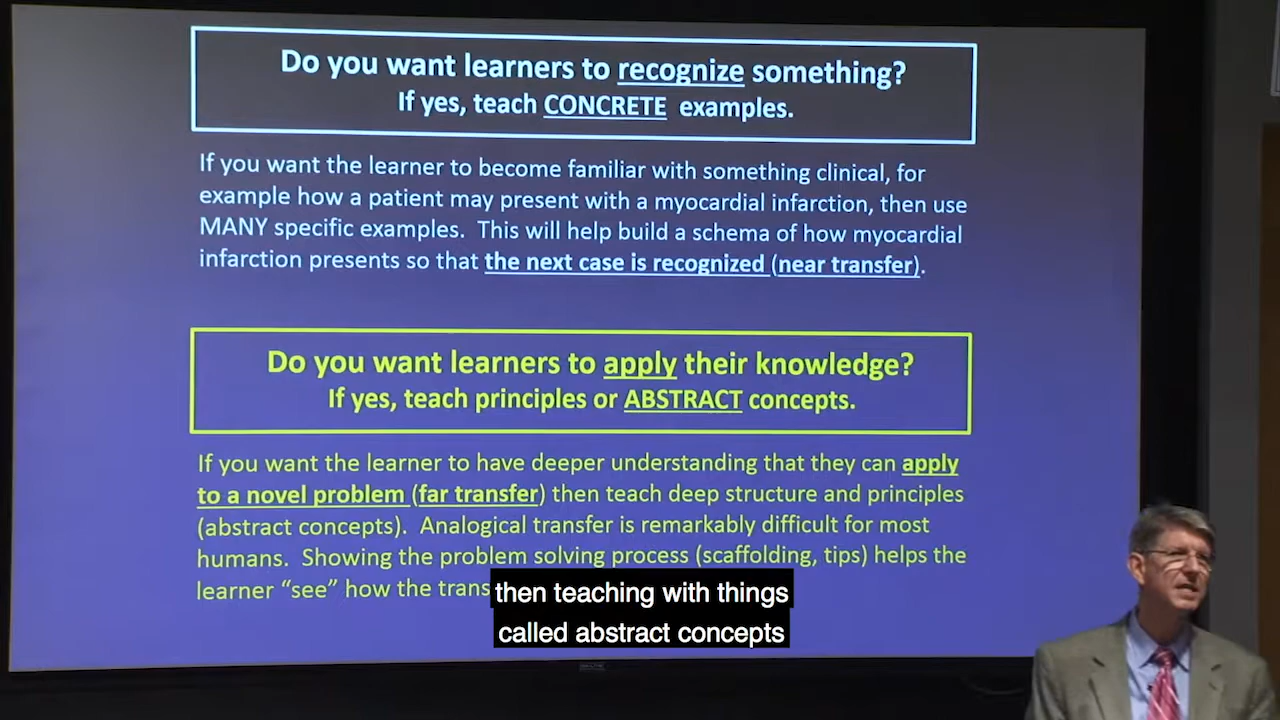 Do you want learners to recognize something?
If yes, teach CONCRETE examples.
If you want the learner to become familiar with something clinical, for
example how a patient may present with a myocardial infarction, then use
MANY specific examples. This will help build a schema of how myocardial
infarction presents so that the next case is recognized (near transfer).
Do you want learners to apply their knowledge?
If yes, teach principles or ABSTRACT concepts.
If you want the learner to have deeper understanding that they can apply
to a novel problem (far transfer) then teach deep structure and principles
(abstract concepts). Analogical transfer is remarkably difficult for most
humans. Showing the problem solving process (scaffolding, tips) helps the
learner “see” how the
then teaching with things
called abstract concepts